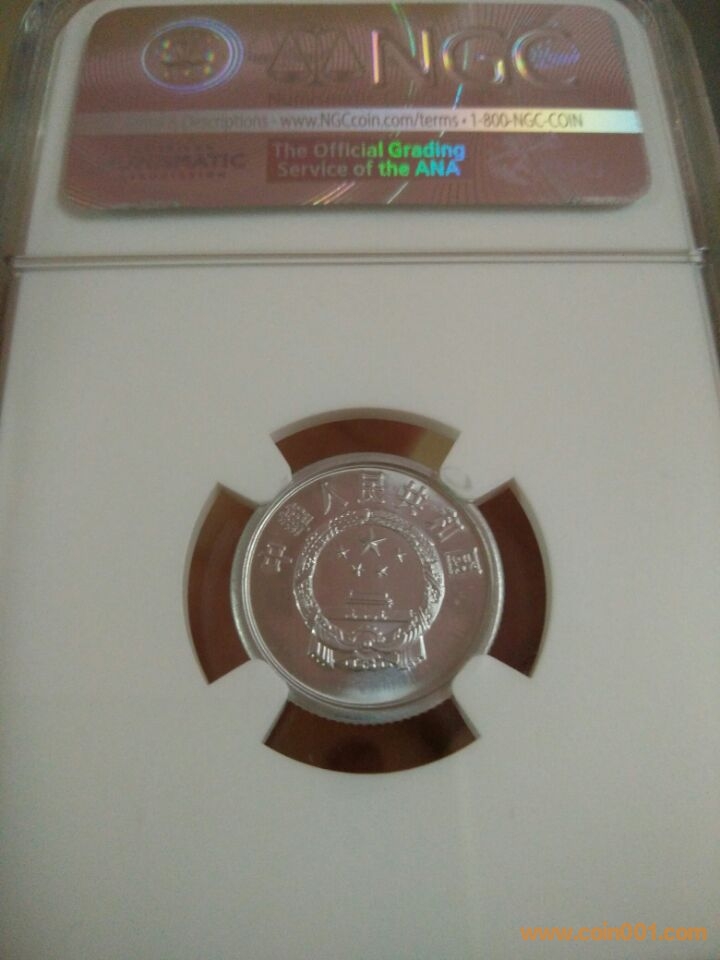 NGC
Descriptions • www.NGCcoin.com/terms • 1-800-NGC-COIN
The Official Grading
Service of the ANA
中華人民共和国
www.coin001.com